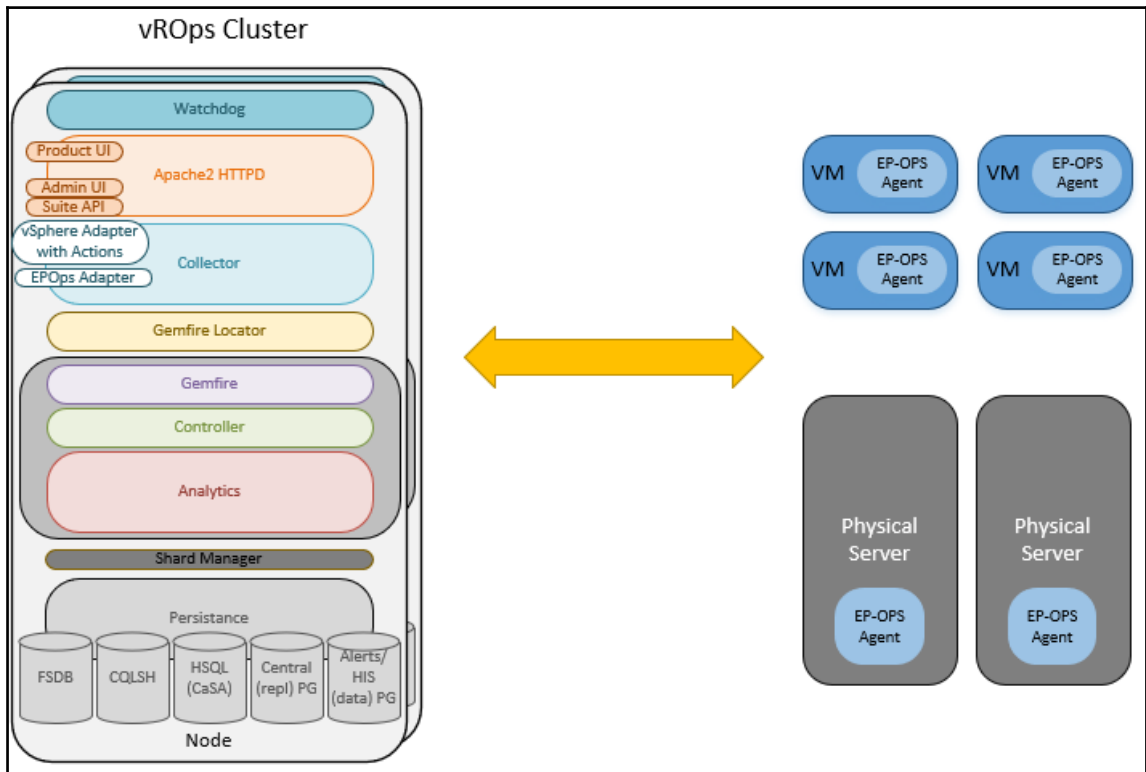 vROps Cluster
Watchdog
Product UI
Apache2 HTTPD
Admin UI
Suite API
vSphere Adapter
with Actions
Collector
EPOps Adapter
Gemfire Locator
Gemfire
Controller
Analytics
Shard Manager
Persistance
FSDB
CQLSH
HSQL
(CaSA)
Central
(repl) PG
Alerts/
HIS
(data) PG
Node
VM
EP-OPS
Agent
VM
EP-OPS
Agent
VM
EP-OPS
Agent
VM
EP-OPS
Agent
Physical
Server
EP-OPS
Agent
Physical
Server
EP-OPS
Agent